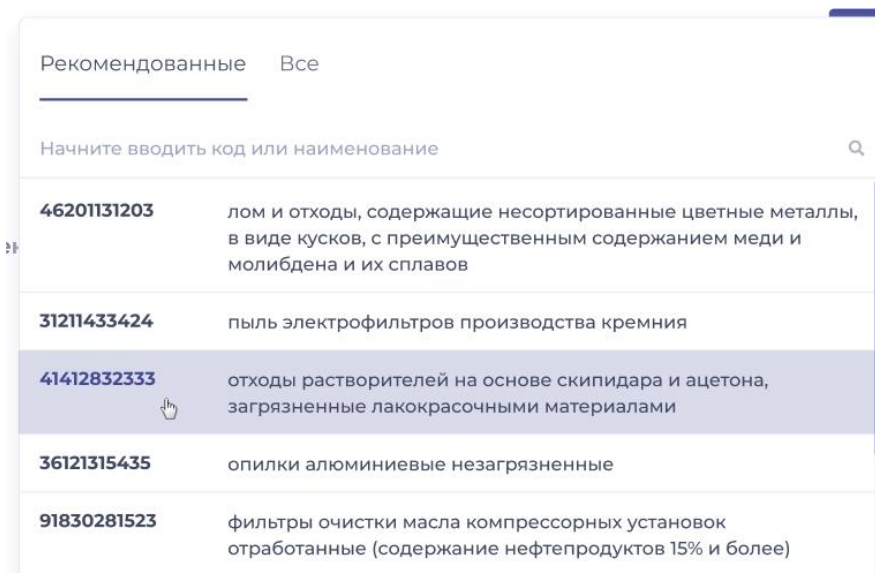 Рекомендованные Все
Начните вводить код или наименование
46201131203 лом и отходы, содержащие несортированные цветные металлы,
в виде кусков, с преимущественным содержанием меди и
молибдена и их сплавов
31211433424 пыль электрофильтров производства кремния
41412832333 отходы растворителей на основе скипидара и ацетона,
загрязненные лакокрасочными материалами
36121315435 опилки алюминиевые незагрязненные
91830281523 фильтры очистки масла компрессорных установок
отработанные (содержание нефтепродуктов 15% и более)